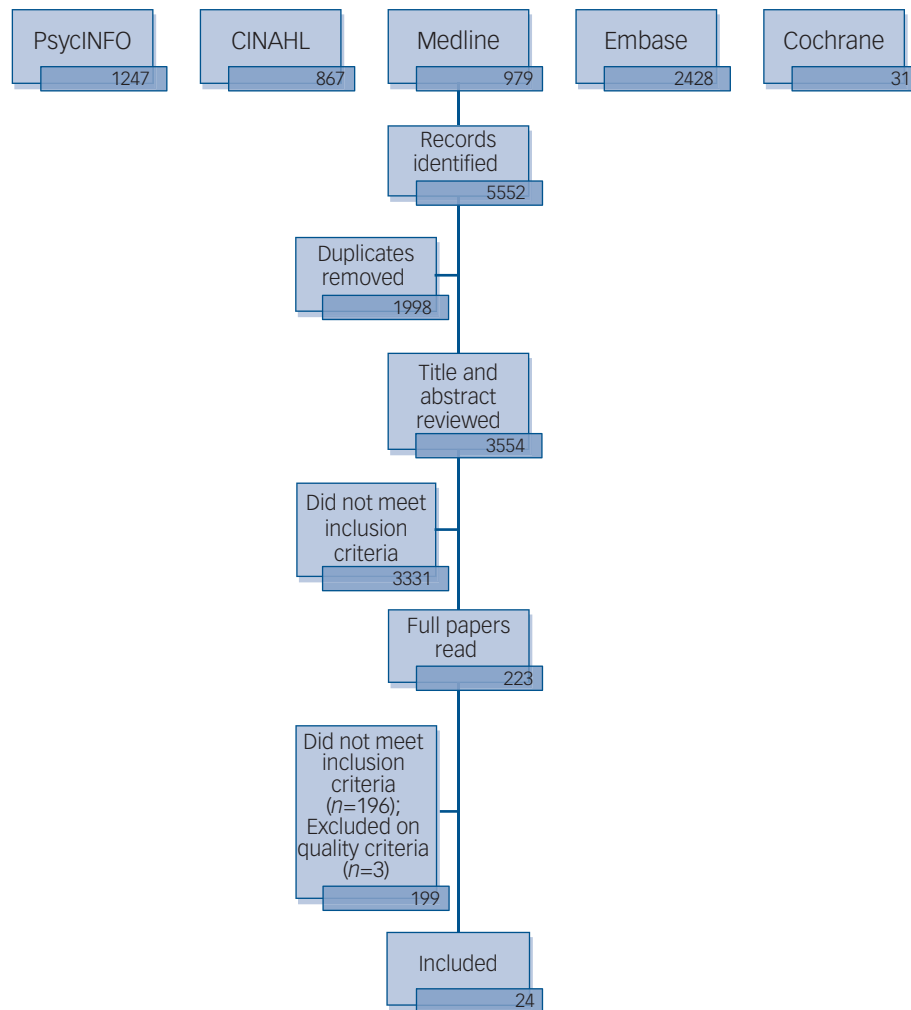 PsycINFO
1247
CINAHL
867
Medline
979
Embase
2428
Cochrane
31
Records
identified
5552
Duplicates
removed
1998
Title and
abstract
reviewed
3554
Did not meet
inclusion
criteria
3331
Full papers
read
223
Did not meet
inclusion
criteria
(n=196);
Excluded on
quality criteria
(n=3)
199
Included
24